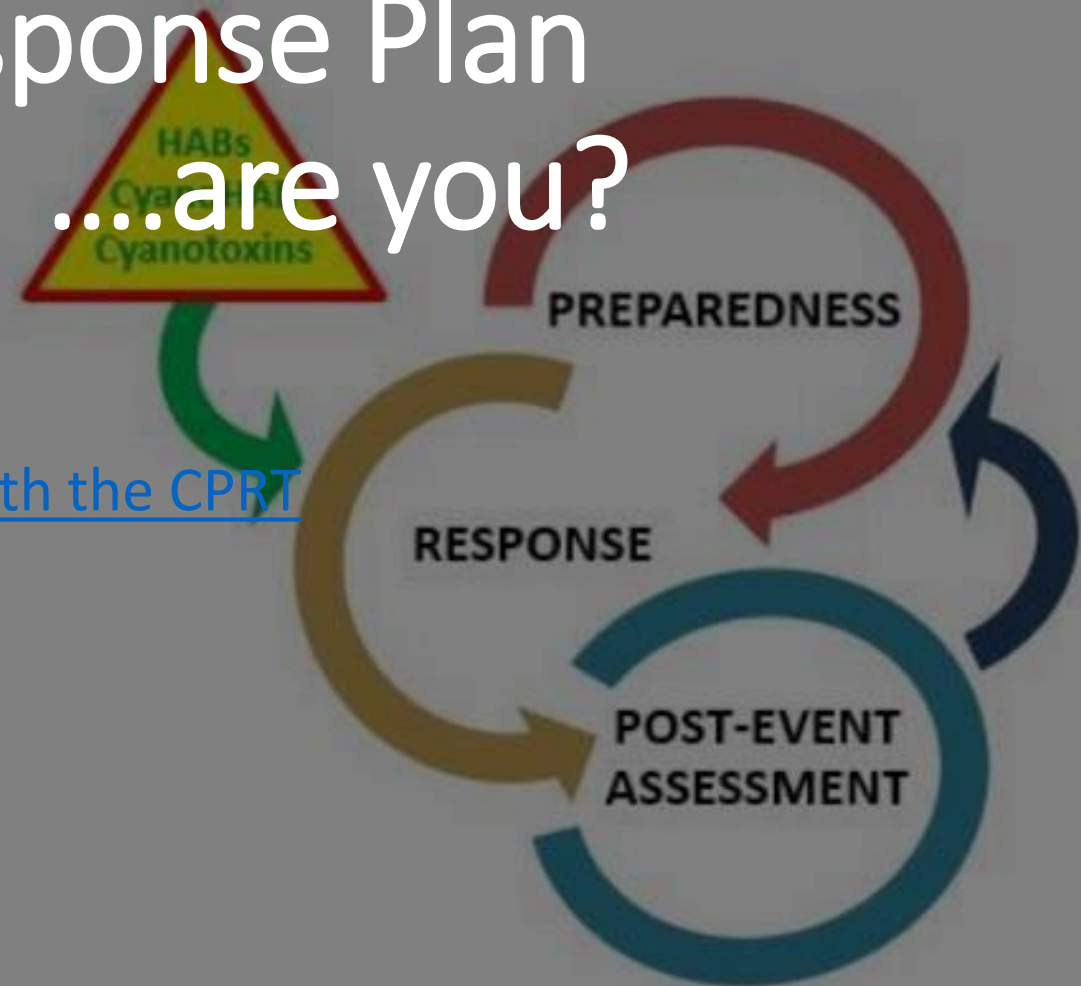 sponse Plan
....are you?
HABs
Cyanotoxins
PREPAREDNESS
th the CPRT
RESPONSE
POST-EVENT
ASSESSMENT